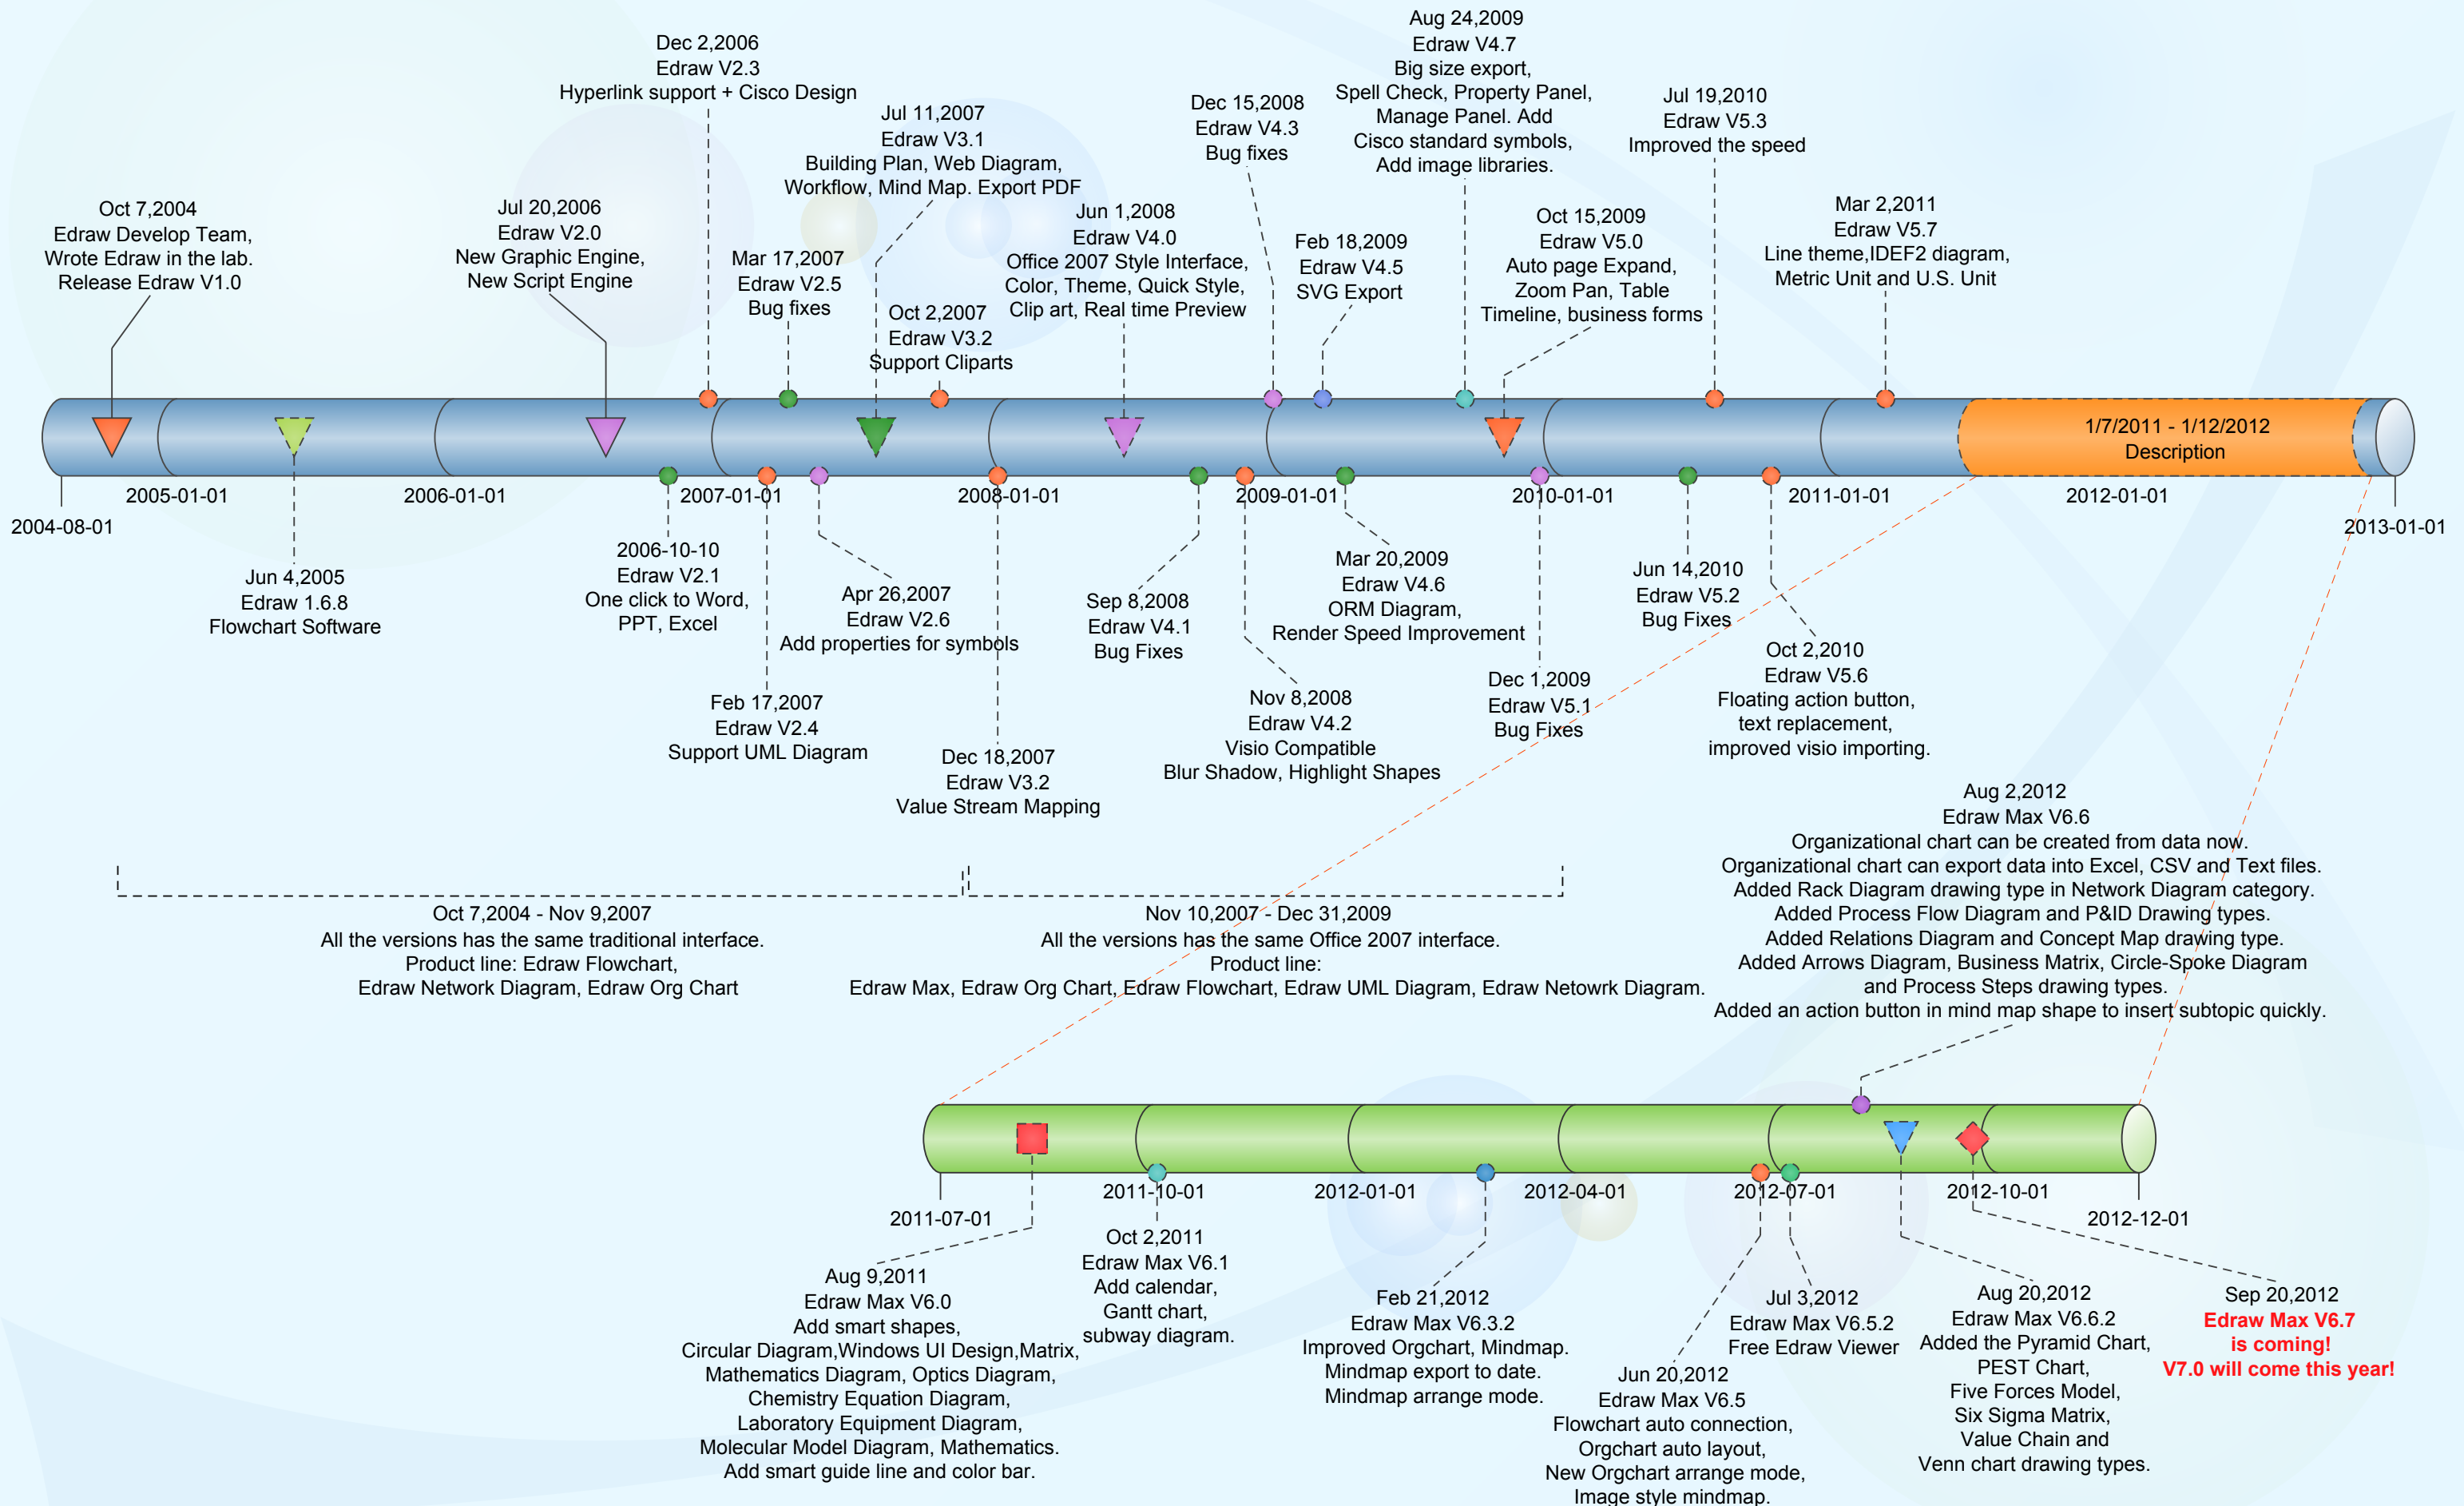 Oct 7,2004
Edraw Develop Team,
Wrote Edraw in the lab.
Release Edraw V1.0
Jul 20,2006
Edraw V2.0
New Graphic Engine,
New Script Engine
Dec 2,2006
Edraw V2.3
Hyperlink support + Cisco Design
Mar 17,2007
Edraw V2.5
Bug fixes
Jul 11,2007
Edraw V3.1
Building Plan, Web Diagram,
Workflow, Mind Map. Export PDF
Oct 2,2007
Edraw V3.2
Support Cliparts
Jun 1,2008
Edraw V4.0
Office 2007 Style Interface,
Color, Theme, Quick Style,
Clip art, Real time Preview
Dec 15,2008
Edraw V4.3
Bug fixes
Feb 18,2009
Edraw V4.5
SVG Export
Aug 24,2009
Edraw V4.7
Big size export,
Spell Check, Property Panel,
Manage Panel. Add
Cisco standard symbols,
Add image libraries.
Oct 15,2009
Edraw V5.0
Auto page Expand,
Zoom Pan, Table
Timeline, business forms
Jul 19,2010
Edraw V5.3
Improved the speed
Mar 2,2011
Edraw V5.7
Line theme,IDEF2 diagram,
Metric Unit and U.S. Unit
1/7/2011 - 1/12/2012
Description
2004-08-01
2005-01-01
2006-01-01
2007-01-01
2008-01-01
2009-01-01
2010-01-01
2011-01-01
2012-01-01
2013-01-01
Jun 4,2005
Edraw 1.6.8
Flowchart Software
2006-10-10
Edraw V2.1
One click to Word,
PPT, Excel
Feb 17,2007
Edraw V2.4
Support UML Diagram
Apr 26,2007
Edraw V2.6
Add properties for symbols
Dec 18,2007
Edraw V3.2
Value Stream Mapping
Sep 8,2008
Edraw V4.1
Bug Fixes
Nov 8,2008
Edraw V4.2
Visio Compatible
Blur Shadow, Highlight Shapes
Mar 20,2009
Edraw V4.6
ORM Diagram,
Render Speed Improvement
Dec 1,2009
Edraw V5.1
Bug Fixes
Jun 14,2010
Edraw V5.2
Bug Fixes
Oct 2,2010
Edraw V5.6
Floating action button,
text replacement,
improved visio importing.
Oct 7,2004 - Nov 9,2007
All the versions has the same traditional interface.
Product line: Edraw Flowchart,
Edraw Network Diagram, Edraw Org Chart
Nov 10,2007 - Dec 31,2009
All the versions has the same Office 2007 interface.
Product line:
Edraw Max, Edraw Org Chart, Edraw Flowchart, Edraw UML Diagram, Edraw Netowrk Diagram.
Aug 2,2012
Edraw Max V6.6
Organizational chart can be created from data now.
Organizational chart can export data into Excel, CSV and Text files.
Added Rack Diagram drawing type in Network Diagram category.
Added Process Flow Diagram and P&ID Drawing types.
Added Relations Diagram and Concept Map drawing type.
Added Arrows Diagram, Business Matrix, Circle-Spoke Diagram
and Process Steps drawing types.
Added an action button in mind map shape to insert subtopic quickly.
2011-07-01
2011-10-01
2012-01-01
2012-04-01
2012-07-01
2012-10-01
2012-12-01
Aug 9,2011
Edraw Max V6.0
Add smart shapes,
Circular Diagram,Windows UI Design,Matrix,
Mathematics Diagram, Optics Diagram,
Chemistry Equation Diagram,
Laboratory Equipment Diagram,
Molecular Model Diagram, Mathematics.
Add smart guide line and color bar.
Oct 2,2011
Edraw Max V6.1
Add calendar,
Gantt chart,
subway diagram.
Feb 21,2012
Edraw Max V6.3.2
Improved Orgchart, Mindmap.
Mindmap export to date.
Mindmap arrange mode.
Jun 20,2012
Edraw Max V6.5
Flowchart auto connection,
Orgchart auto layout,
New Orgchart arrange mode,
Image style mindmap.
Jul 3,2012
Edraw Max V6.5.2
Free Edraw Viewer
Aug 20,2012
Edraw Max V6.6.2
Added the Pyramid Chart,
PEST Chart,
Five Forces Model,
Six Sigma Matrix,
Value Chain and
Venn chart drawing types.
Sep 20,2012
Edraw Max V6.7
is coming!
V7.0 will come this year!